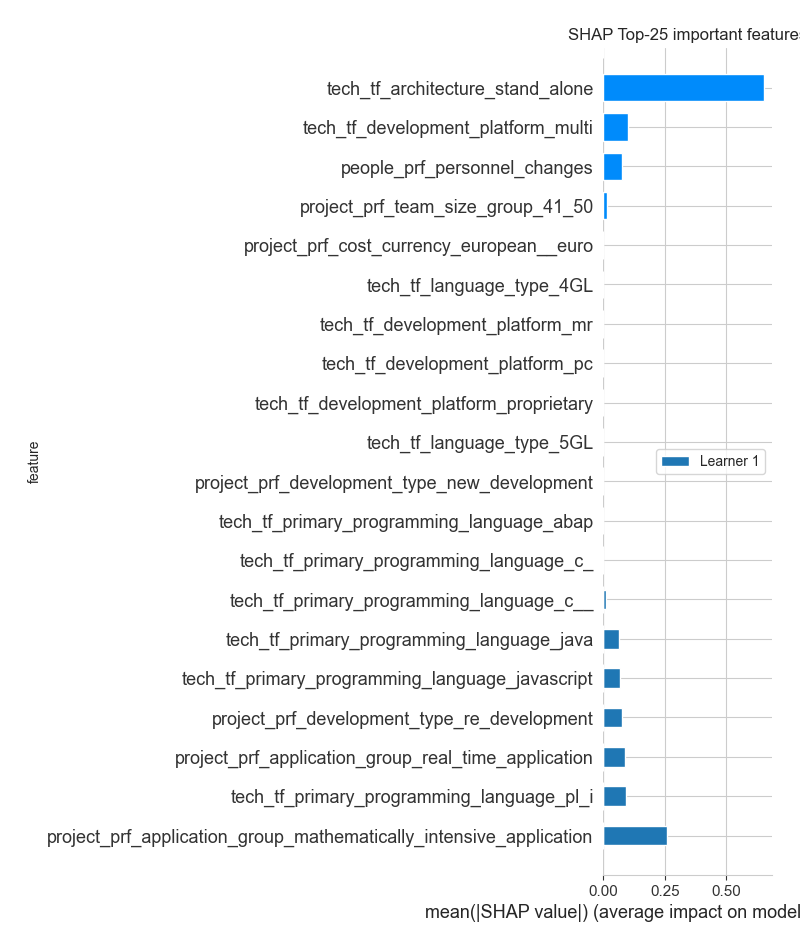 SHAP Top-25 important features
tech_tf_architecture_stand_alone
tech_tf_development_platform_multi
people_prf_personnel_changes
project_prf_team_size_group_41_50
project_prf_cost_currency_european__euro
tech_tf_language_type_4GL
tech_tf_development_platform_mr
tech_tf_development_platform_pc
tech_tf_development_platform_proprietary
tech_tf_language_type_5GL
feature
Learner 1
project_prf_development_type_new_development
tech_tf_primary_programming_language_abap
tech_tf_primary_programming_language_c_
tech_tf_primary_programming_language_c__
tech_tf_primary_programming_language_java
tech_tf_primary_programming_language_javascript
project_prf_development_type_re_development
project_prf_application_group_real_time_application
tech_tf_primary_programming_language_pl_i
project_prf_application_group_mathematically_intensive_application
0.00 0.25 0.50
mean(|SHAP value|) (average impact on model